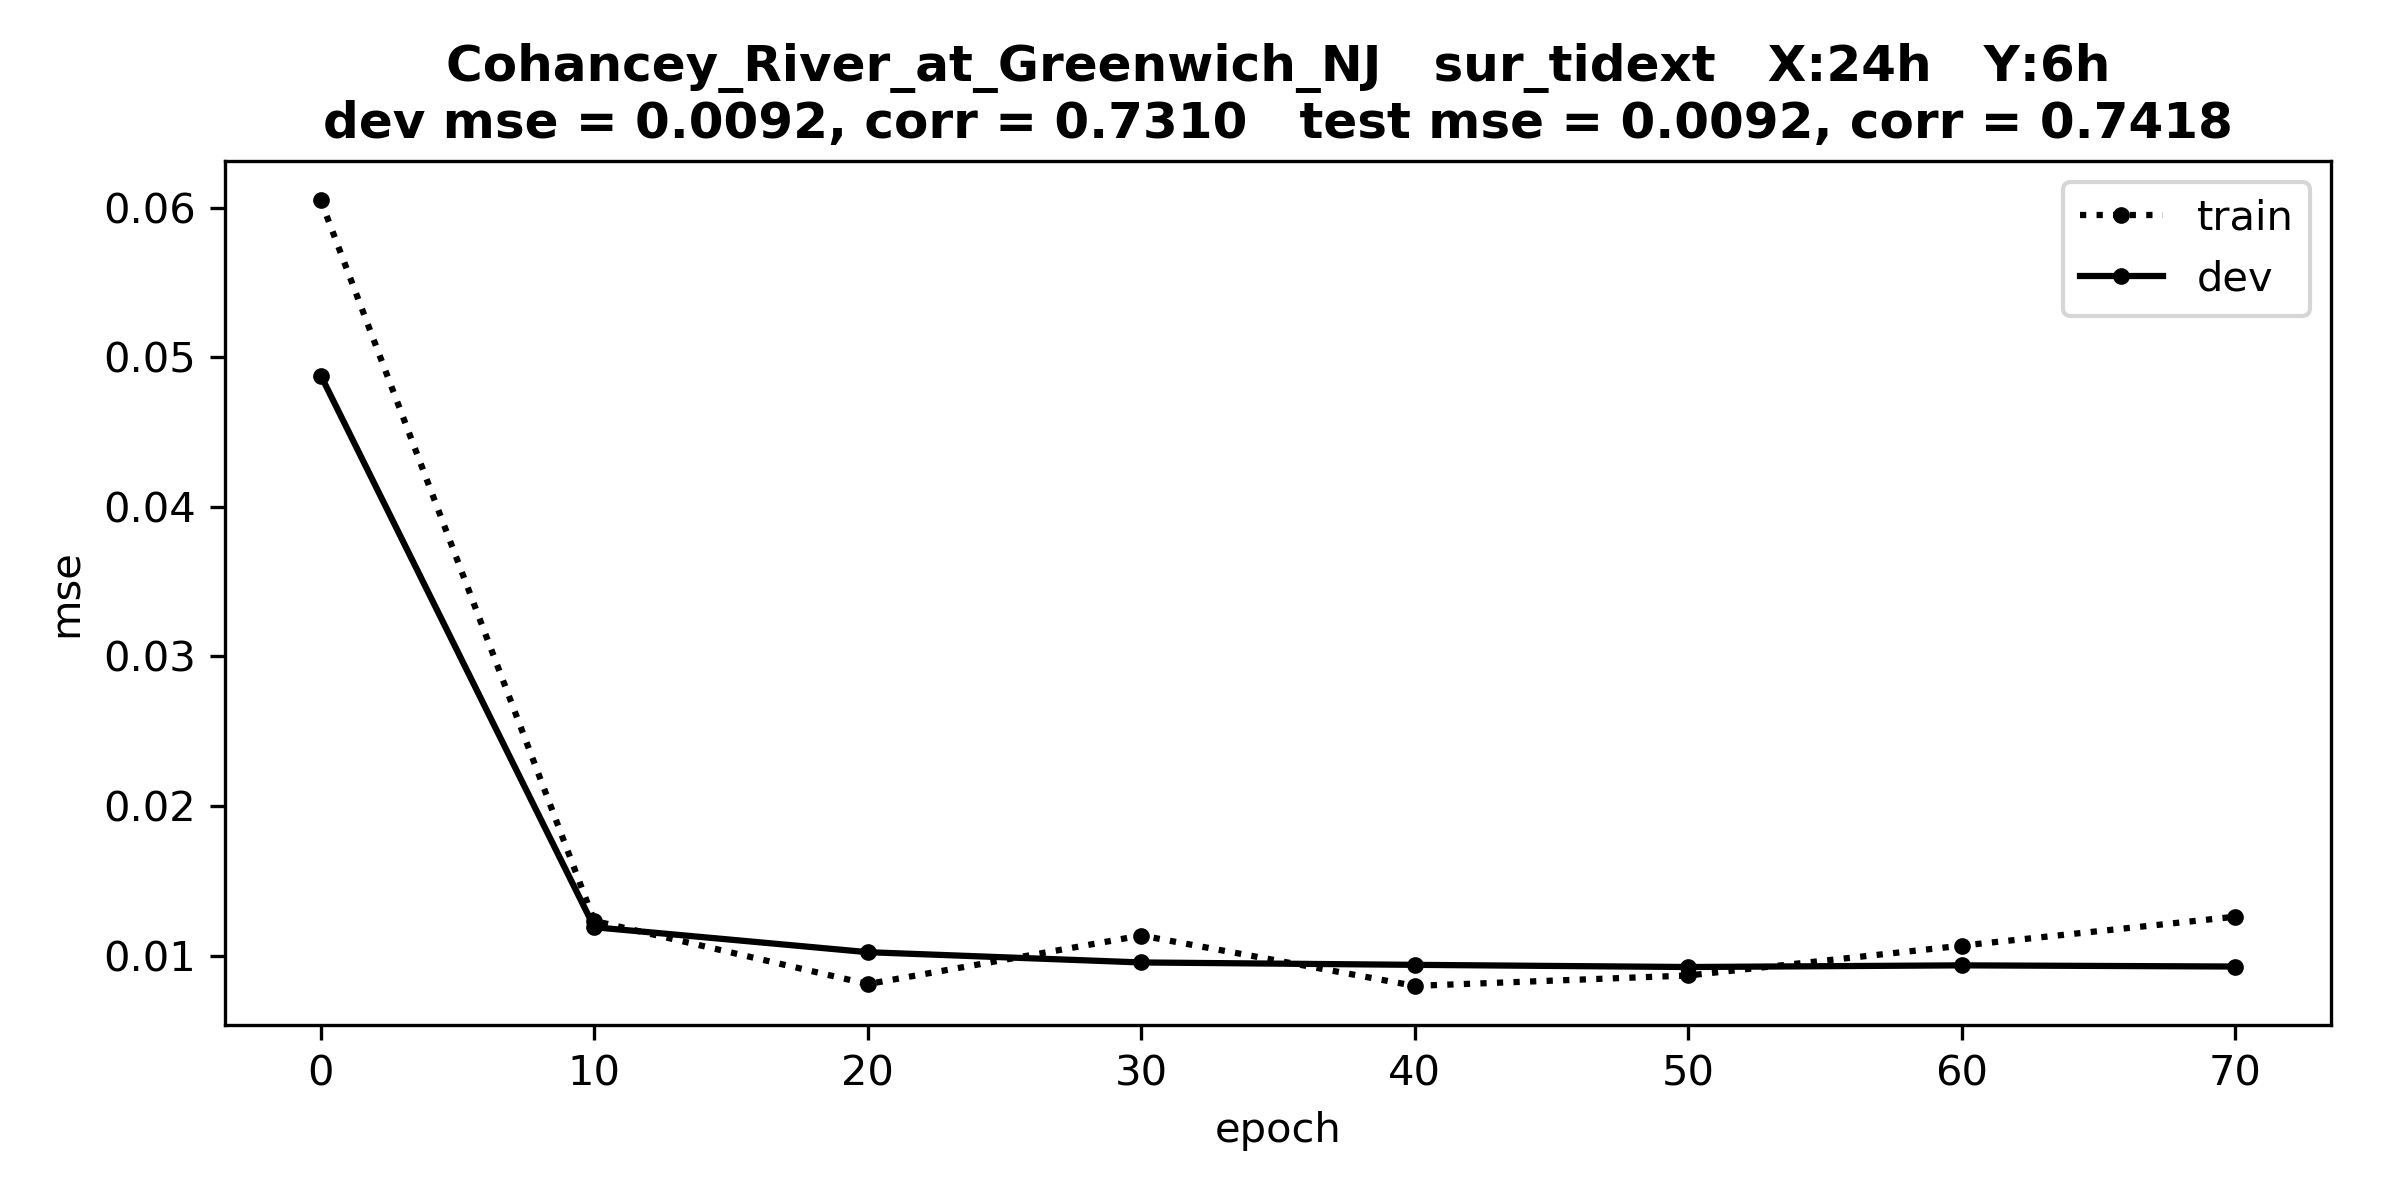 Cohancey_River_at_Greenwich_NJ   sur_tidext   X:24h   Y:6h
dev mse = 0.0092, corr = 0.7310   test mse = 0.0092, corr = 0.7418
train
dev
0.06
0.05
0.04
0.03
0.02
0.01
mse
0 10 20 30 40 50 60 70
epoch